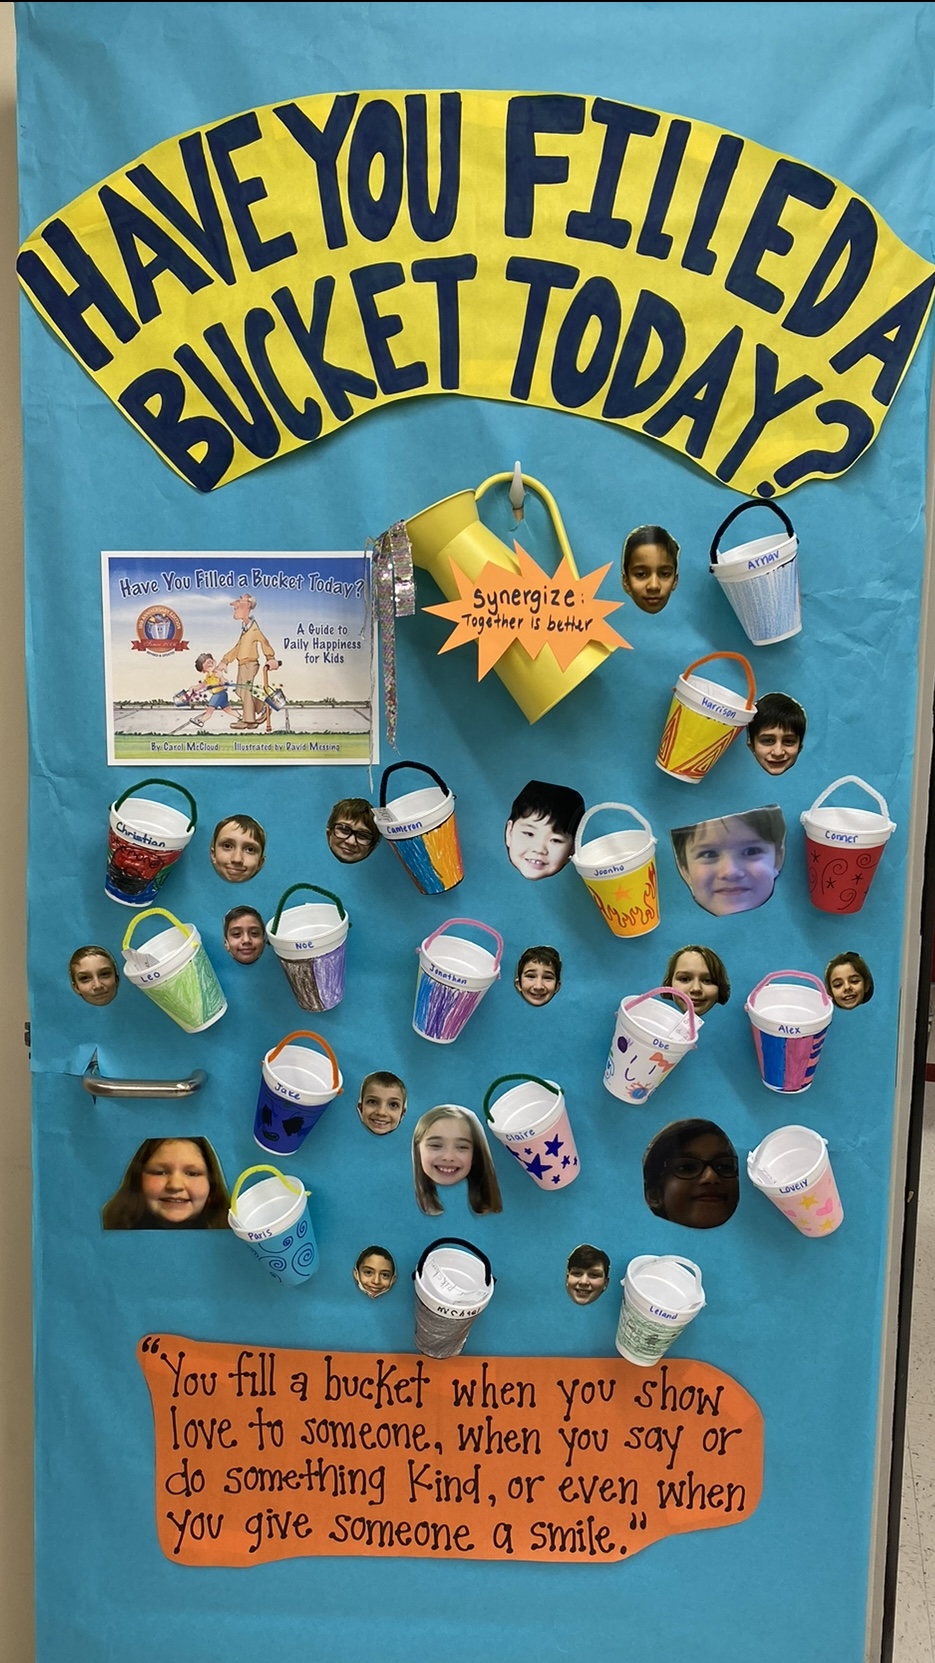 HAVE YOU FILLED A
BUCKET TODAY?
Have You Filled a Bucket Today?
A Guide to
Daily Happiness
for Kids
By Carol McCloud... Illustrated by David Messing
Synergize:
Together is better
Arnav
Harrison
Christian
Cameron
Joonho
Conner
Leo
Noe
Jonathan
Obe
Alex
Jake
Claire
Paris
Lovely
Michael
Leland
"You fill a bucket when you show
love to someone, when you say or
do something kind, or even when
you give someone a smile."